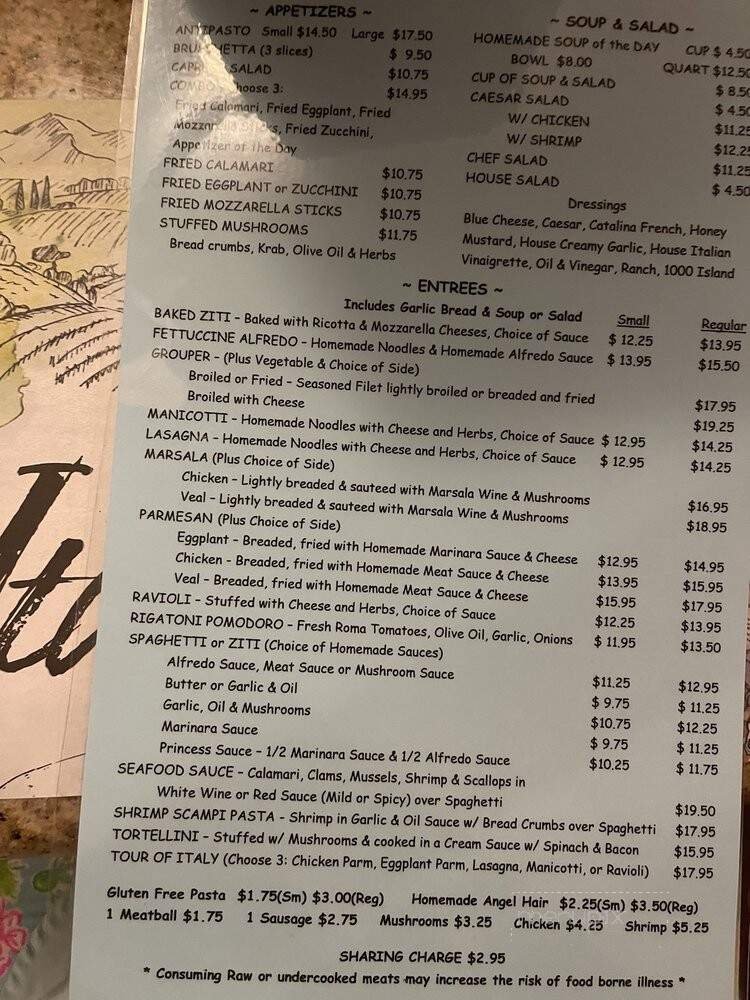 ~ APPETIZERS ~
ANTIPASTO Small $14.50 Large $17.50
BRUSCHETTA (3 slices) $ 9.50
CAPRESE SALAD $10.75
COMBO Choose 3: $14.95
Fried Calamari, Fried Eggplant, Fried
Mozzarella Sticks, Fried Zucchini,
Appetizer of the Day
FRIED CALAMARI $10.75
FRIED EGGPLANT or ZUCCHINI $10.75
FRIED MOZZARELLA STICKS $10.75
STUFFED MUSHROOMS $11.75
Bread crumbs, Krab, Olive Oil & Herbs
~ SOUP & SALAD ~
HOMEMADE SOUP of the DAY CUP $ 4.50
BOWL $8.00 QUART $12.50
CUP OF SOUP & SALAD $ 8.50
CAESAR SALAD $ 4.50
W/ CHICKEN $11.25
W/ SHRIMP $12.25
CHEF SALAD $11.25
HOUSE SALAD $ 4.50
Dressings
Blue Cheese, Caesar, Catalina French, Honey
Mustard, House Creamy Garlic, House Italian
Vinaigrette, Oil & Vinegar, Ranch, 1000 Island
~ ENTREES ~
Includes Garlic Bread & Soup or Salad Small Regular
BAKED ZITI - Baked with Ricotta & Mozzarella Cheeses, Choice of Sauce $ 12.25 $13.95
FETTUCCINE ALFREDO - Homemade Noodles & Homemade Alfredo Sauce $ 13.95 $15.50
GROUPER - (Plus Vegetable & Choice of Side)
Broiled or Fried - Seasoned Filet lightly broiled or breaded and fried $17.95
Broiled with Cheese $19.25
MANICOTTI - Homemade Noodles with Cheese and Herbs, Choice of Sauce $ 12.95 $14.25
LASAGNA - Homemade Noodles with Cheese and Herbs, Choice of Sauce $ 12.95 $14.25
MARSALA (Plus Choice of Side)
Chicken - Lightly breaded & sauteed with Marsala Wine & Mushrooms $16.95
Veal - Lightly breaded & sauteed with Marsala Wine & Mushrooms $18.95
PARMESAN (Plus Choice of Side)
Eggplant - Breaded, fried with Homemade Marinara Sauce & Cheese $12.95 $14.95
Chicken - Breaded, fried with Homemade Meat Sauce & Cheese $13.95 $15.95
Veal - Breaded, fried with Homemade Meat Sauce & Cheese $15.95 $17.95
RAVIOLI - Stuffed with Cheese and Herbs, Choice of Sauce $12.25 $13.95
RIGATONI POMODORO - Fresh Roma Tomatoes, Olive Oil, Garlic, Onions $ 11.95 $13.50
SPAGHETTI or ZITI (Choice of Homemade Sauces)
Alfredo Sauce, Meat Sauce or Mushroom Sauce $11.25 $12.95
Butter or Garlic & Oil $ 9.75 $ 11.25
Garlic, Oil & Mushrooms $10.75 $12.25
Marinara Sauce $ 9.75 $ 11.25
Princess Sauce - 1/2 Marinara Sauce & 1/2 Alfredo Sauce $10.25 $ 11.75
SEAFOOD SAUCE - Calamari, Clams, Mussels, Shrimp & Scallops in
White Wine or Red Sauce (Mild or Spicy) over Spaghetti $19.50
SHRIMP SCAMPI PASTA - Shrimp in Garlic & Oil Sauce w/ Bread Crumbs over Spaghetti $17.95
TORTELLINI - Stuffed w/ Mushrooms & cooked in a Cream Sauce w/ Spinach & Bacon $15.95
TOUR OF ITALY (Choose 3: Chicken Parm, Eggplant Parm, Lasagna, Manicotti, or Ravioli) $17.95
Gluten Free Pasta $1.75(Sm) $3.00(Reg) Homemade Angel Hair $2.25(Sm) $3.50(Reg)
1 Meatball $1.75 1 Sausage $2.75 Mushrooms $3.25 Chicken $4.25 Shrimp $5.25
SHARING CHARGE $2.95
* Consuming Raw or undercooked meats may increase the risk of food borne illness *